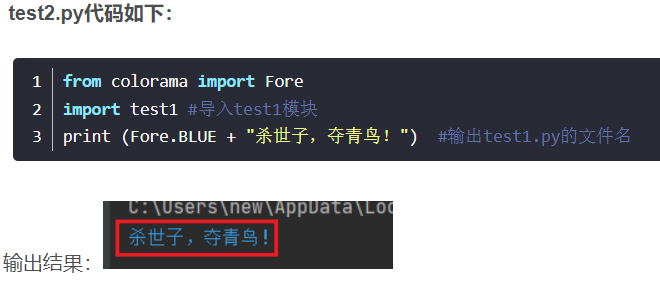 test2.py代码如下：
1 from colorama import Fore
2 import test1 #导入test1模块
3 print (Fore.BLUE + "杀世子，夺青鸟！") #输出test1.py的文件名
C:\Users\new\AppData\Loc
杀世子，夺青鸟！
输出结果：